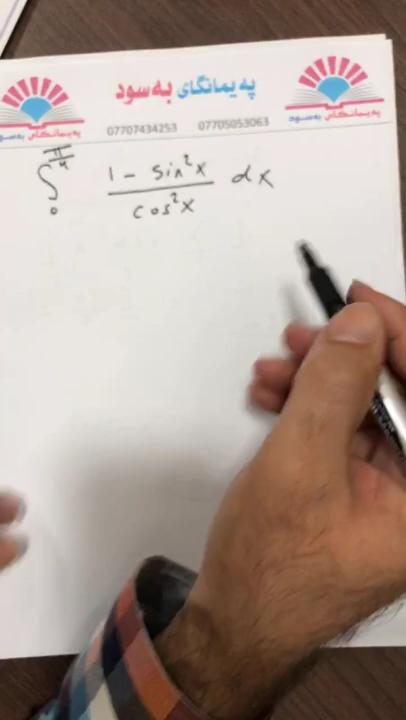 پەیمانگای بەسود
پەیمانگای بەسود
پەیمانگای بەسود
07707434253 07705053063
∫₀^(π/4) (1 - sin²x)/(cos²x) dx